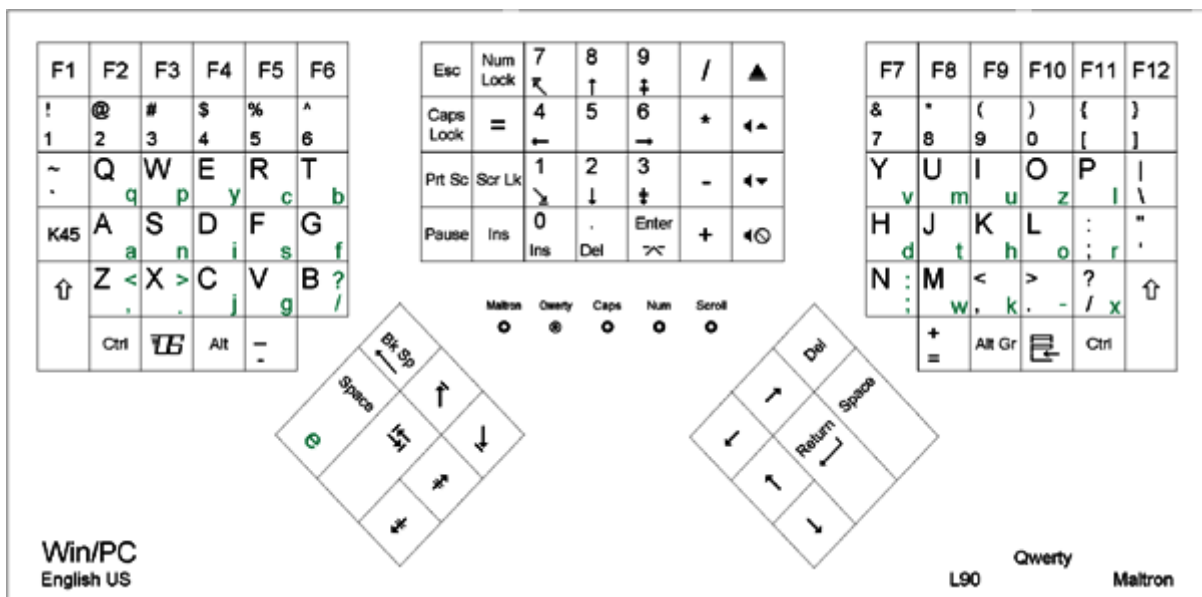 F1 F2 F3 F4 F5 F6
! @ # $ % ^
1 2 3 4 5 6
~ Q W E R T
` q p y c b
K45 A S D F G
a n i s f
Z < X > C V B ?
, . j g /
Ctrl Alt _
-
Esc Num Lock 7 8 9 /
Caps Lock = 4 5 6 *
Prt Sc Scr Lk 1 2 3 -
Pause Ins 0 . Enter +
Ins Del
F7 F8 F9 F10 F11 F12
& * ( ) { }
7 8 9 0 [ ]
Y U I O P |
v m u z l \
H J K L : "
d t h o ; r '
N : M < > ?
; w , k . - / x
+ Alt Gr Ctrl
=
Maltron Qwerty Caps Num Scroll
Bk Sp
Space
e
Del
Space
Return
Win/PC
English US
Qwerty
L90 Maltron